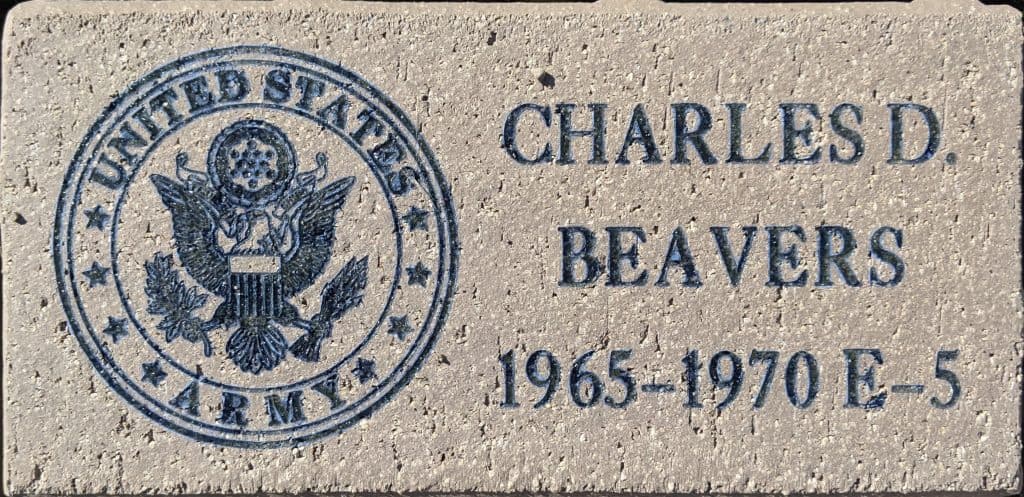 UNITED STATES
ARMY
CHARLES D.
BEAVERS
1965-1970 E-5